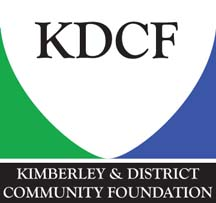 KDCF
KIMBERLEY & DISTRICT
COMMUNITY FOUNDATION